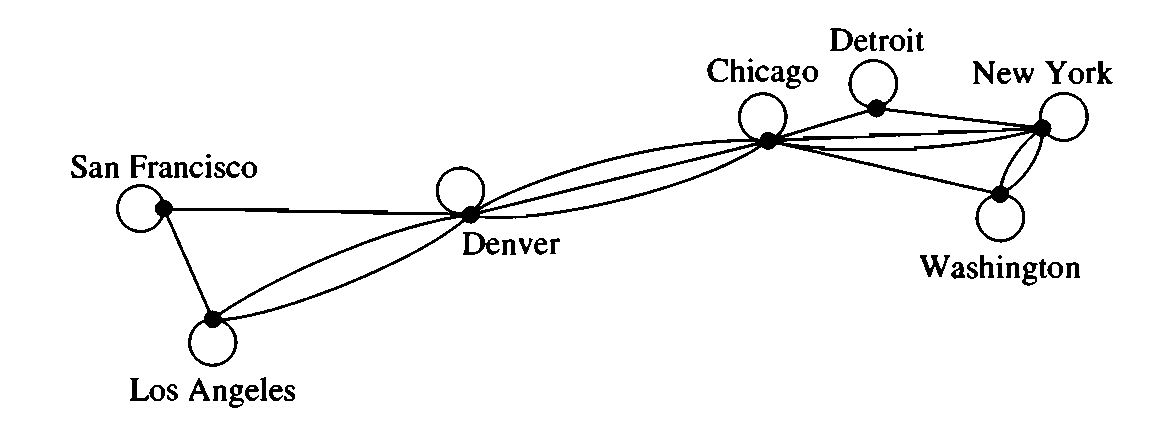 Detroit
Chicago
New York
San Francisco
Denver
Washington
Los Angeles